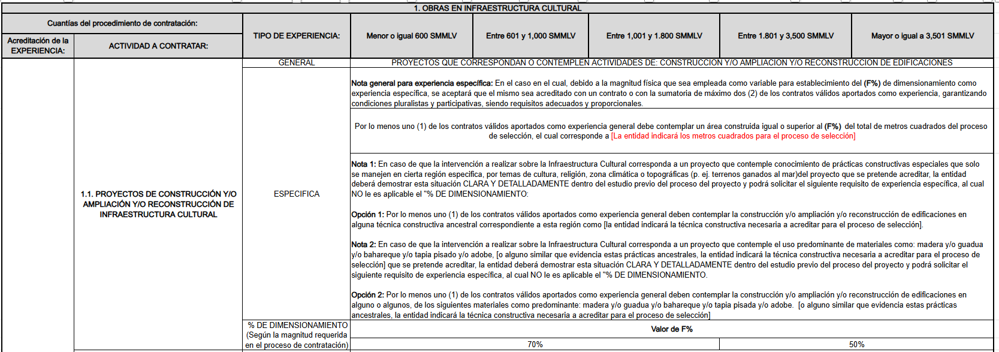 1. OBRAS EN INFRAESTRUCTURA CULTURAL
Cuantías del procedimiento de contratación:
TIPO DE EXPERIENCIA:
Menor o igual 600 SMMLV
Entre 601 y 1,000 SMMLV
Entre 1,001 y 1.800 SMMLV
Entre 1.801 y 3,500 SMMLV
Mayor o igual a 3,501 SMMLV
Acreditación de la
EXPERIENCIA:
ACTIVIDAD A CONTRATAR:
1.1. PROYECTOS DE CONSTRUCCIÓN Y/O
AMPLIACIÓN Y/O RECONSTRUCCIÓN DE
INFRAESTRUCTURA CULTURAL
GENERAL
PROYECTOS QUE CORRESPONDAN O CONTEMPLEN ACTIVIDADES DE: CONSTRUCCION Y/O AMPLIACION Y/O RECONSTRUCCION DE EDIFICACIONES
ESPECIFICA
Nota general para experiencia específica: En el caso en el cual, debido a la magnitud física que sea empleada como variable para establecimiento del (F%) de dimensionamiento como
experiencia específica, se aceptará que el mismo sea acreditado con un contrato o con la sumatoria de máximo dos (2) de los contratos válidos aportados como experiencia, garantizando
condiciones pluralistas y participativas, siendo requisitos adecuados y proporcionales.
Por lo menos uno (1) de los contratos válidos aportados como experiencia general debe contemplar un área construida igual o superior al (F%) del total de metros cuadrados del proceso
de selección, el cual corresponde a [La entidad indicará los metros cuadrados para el proceso de selección]
Nota 1: En caso de que la intervención a realizar sobre la Infraestructura Cultural corresponda a un proyecto que contemple conocimiento de prácticas constructivas especiales que solo
se manejen en cierta región especifica, por temas de cultura, religión, zona climática o topográficas (p. ej. terrenos ganados al mar)del proyecto que se pretende acreditar, la entidad
deberá demostrar esta situación CLARA Y DETALLADAMENTE dentro del estudio previo del proceso del proyecto y podrá solicitar el siguiente requisito de experiencia específica, al cual
NO le es aplicable el "% DE DIMENSIONAMIENTO:
Opción 1: Por lo menos uno (1) de los contratos válidos aportados como experiencia general deben contemplar la construcción y/o ampliación y/o reconstrucción de edificaciones en
alguna técnica constructiva ancestral correspondiente a esta región como [la entidad indicará la técnica constructiva necesaria a acreditar para el proceso de selección].
Nota 2: En caso de que la intervención a realizar sobre la Infraestructura Cultural corresponda a un proyecto que contemple el uso predominante de materiales como: madera y/o guadua
y/o bahareque y/o tapia pisado y/o adobe, [o alguno similar que evidencia estas prácticas ancestrales, la entidad indicará la técnica constructiva necesaria a acreditar para el proceso de
selección] que se pretende acreditar, la entidad deberá demostrar esta situación CLARA Y DETALLADAMENTE dentro del estudio previo del proceso del proyecto y podrá solicitar el
siguiente requisito de experiencia específica, al cual NO le es aplicable el "% DE DIMENSIONAMIENTO.
Opción 2: Por lo menos uno (1) de los contratos válidos aportados como experiencia general deben contemplar la construcción y/o ampliación y/o reconstrucción de edificaciones en
alguno o algunos, de los siguientes materiales como predominante: madera y/o guadua y/o bahareque y/o tapia pisada y/o adobe. [o alguno similar que evidencia estas prácticas
ancestrales, la entidad indicará la técnica constructiva necesaria a acreditar para el proceso de selección]
% DE DIMENSIONAMIENTO
(Según la magnitud requerida
en el proceso de contratación)
Valor de F%
70%
50%